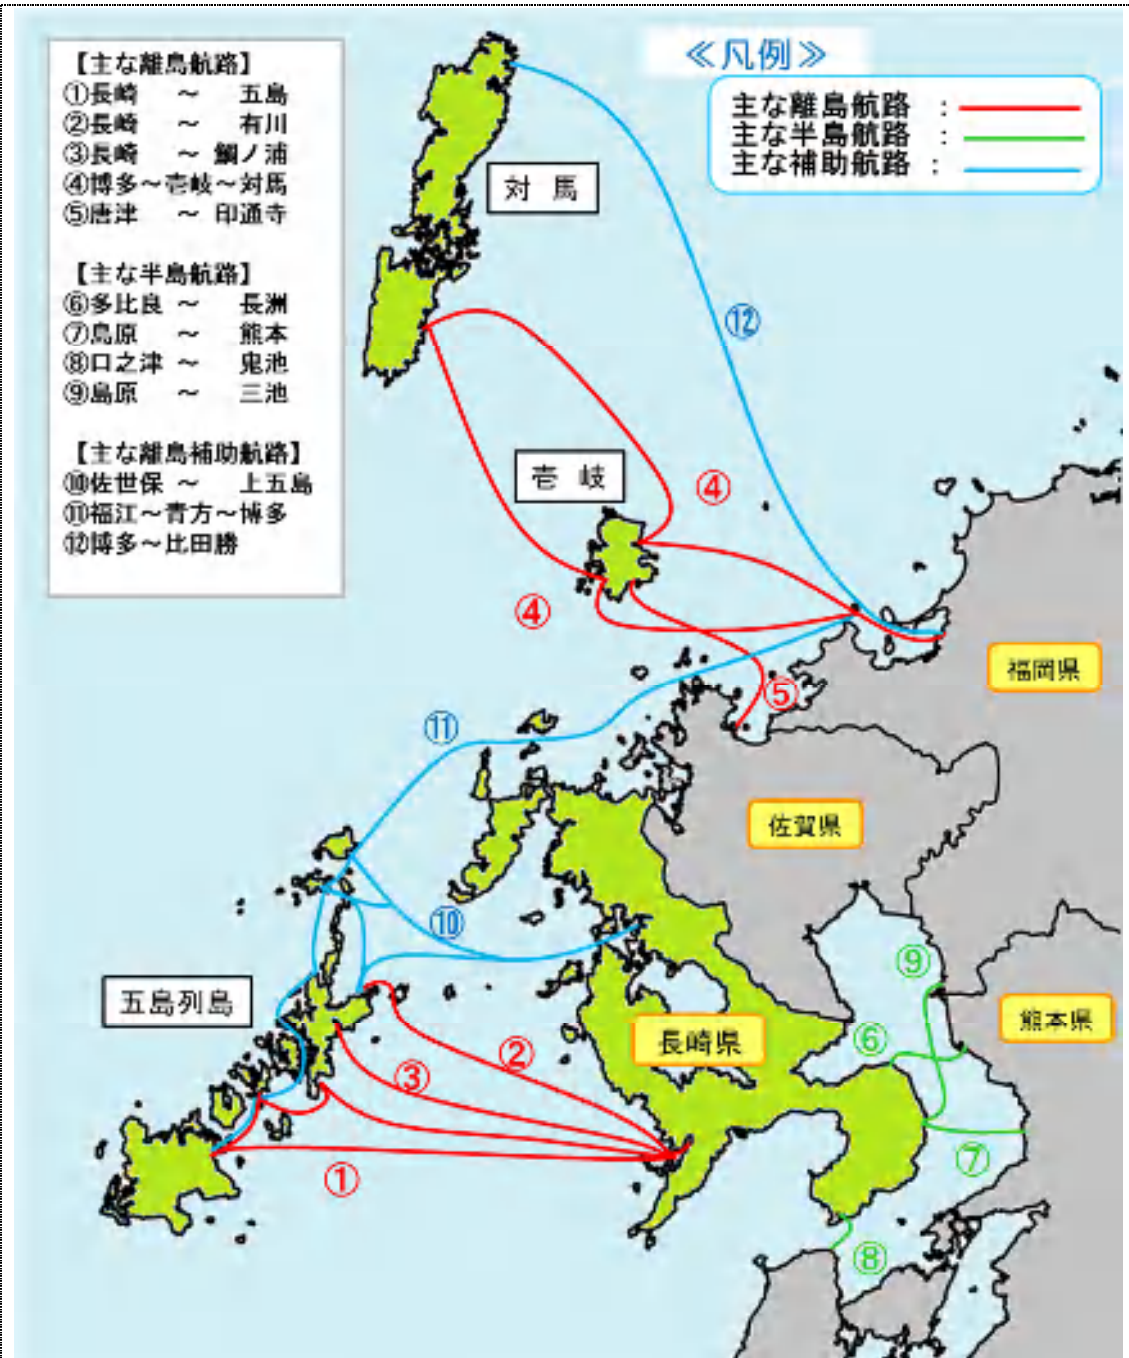 【主な離島航路】
①長崎 ～ 五島
②長崎 ～ 有川
③長崎 ～ 鯛ノ浦
④博多～壱岐～対馬
⑤唐津 ～ 印通寺
【主な半島航路】
⑥多比良 ～ 長洲
⑦島原 ～ 熊本
⑧口之津 ～ 鬼池
⑨島原 ～ 三池
【主な離島補助航路】
⑩佐世保 ～ 上五島
⑪福江～青方～博多
⑫博多～比田勝
≪凡例≫
主な離島航路 ：
主な半島航路 ：
主な補助航路 ：
対馬
⑫
壱岐
④
④
⑤
福岡県
⑪
佐賀県
⑩
⑨
五島列島
長崎県
熊本県
⑥
②
③
①
⑦
⑧